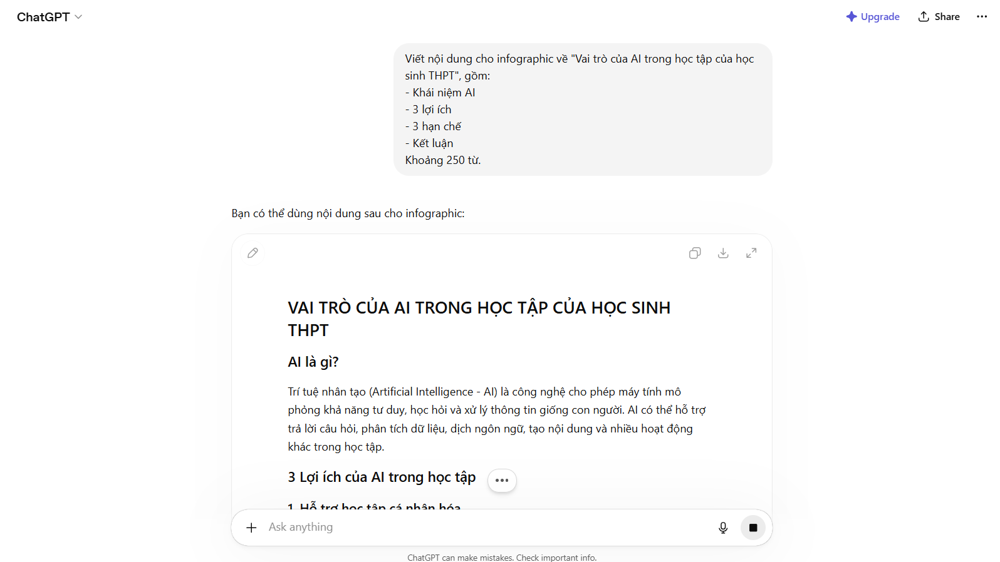 ChatGPT
Upgrade
Share
Viết nội dung cho infographic về "Vai trò của AI trong học tập của học
sinh THPT", gồm:
- Khái niệm AI
- 3 lợi ích
- 3 hạn chế
- Kết luận
Khoảng 250 từ.
Bạn có thể dùng nội dung sau cho infographic:
VAI TRÒ CỦA AI TRONG HỌC TẬP CỦA HỌC SINH
THPT
AI là gì?
Trí tuệ nhân tạo (Artificial Intelligence - AI) là công nghệ cho phép máy tính mô
phỏng khả năng tư duy, học hỏi và xử lý thông tin giống con người. AI có thể hỗ trợ
trả lời câu hỏi, phân tích dữ liệu, dịch ngôn ngữ, tạo nội dung và nhiều hoạt động
khác trong học tập.
3 Lợi ích của AI trong học tập
1. Hỗ trợ học tập cá nhân hóa
Ask anything
ChatGPT can make mistakes. Check important info.